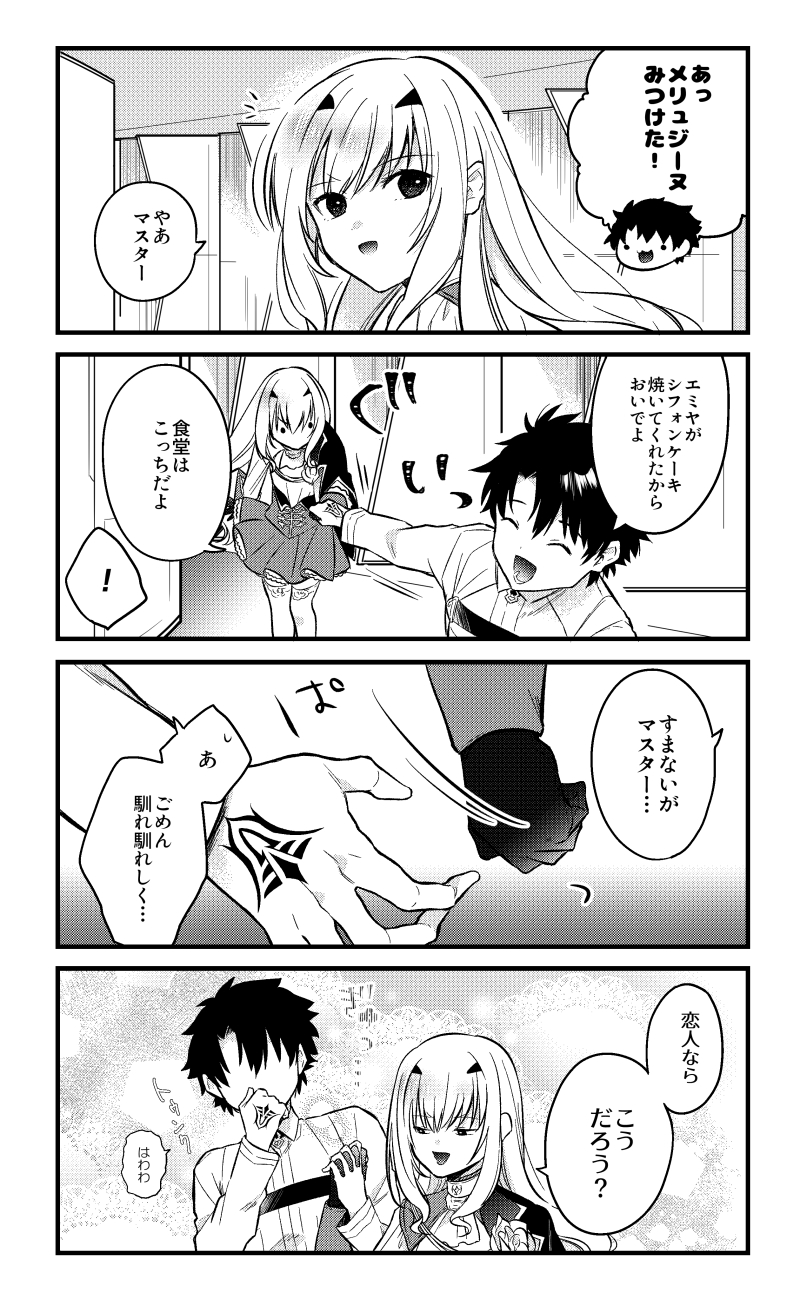 あっ
メリュジーヌ
みつけた！
やあ
マスター
エミヤが
シフォンケーキ
焼いてくれたから
おいでよ
ぐいっ
食堂は
こっちだよ
！
すまないが
マスター…
ぱ
あ
ごめん
馴れ馴れしく…
恋人なら
こう
だろう？
トゥンク
はわわ